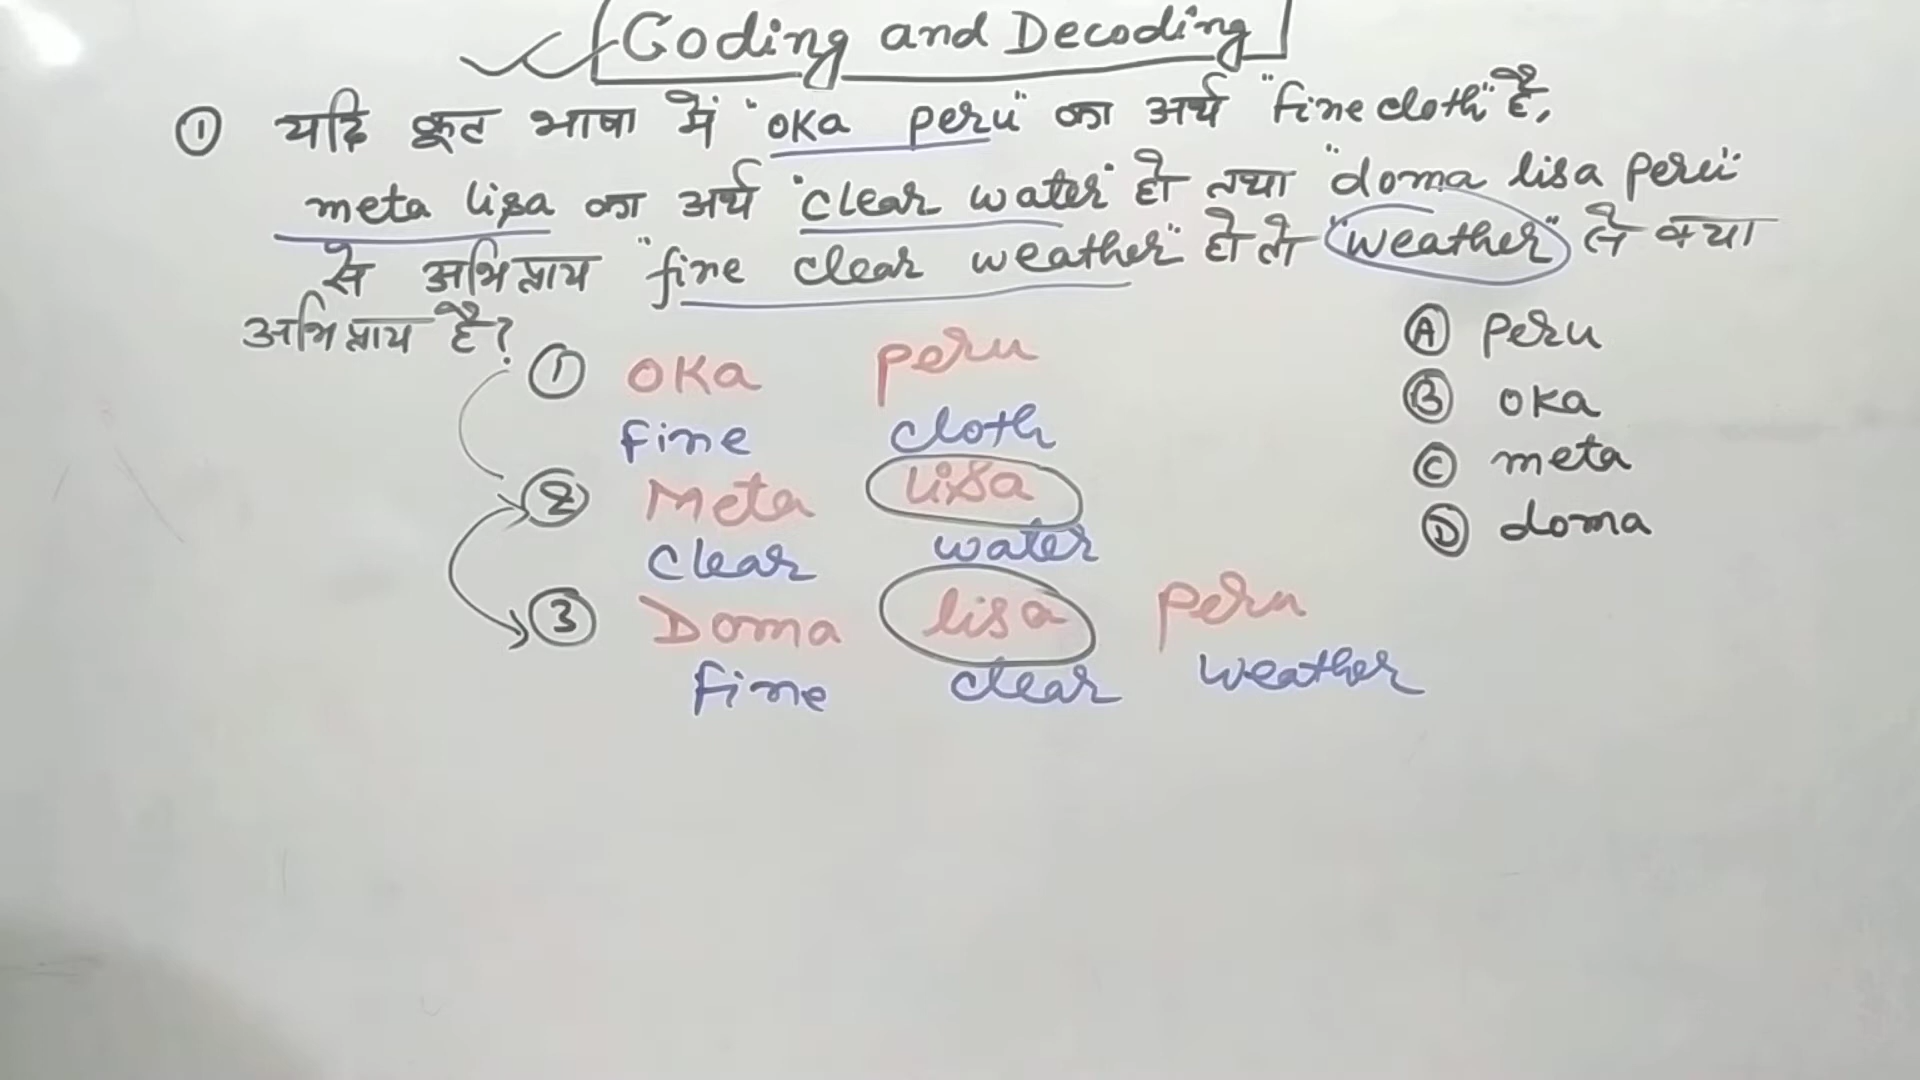 Coding and Decoding
① यदि कूट भाषा में "oka peru" का अर्थ "fine cloth" है,
meta lisa का अर्थ "clear water" हो तथा "doma lisa peru"
से अभिप्राय "fine clear weather" हो तो "weather" से क्या
अभिप्राय है?
① oka peru
fine cloth
② Meta lisa
clear water
③ Doma lisa peru
fine clear weather
Ⓐ peru
Ⓑ oka
Ⓒ meta
Ⓓ doma